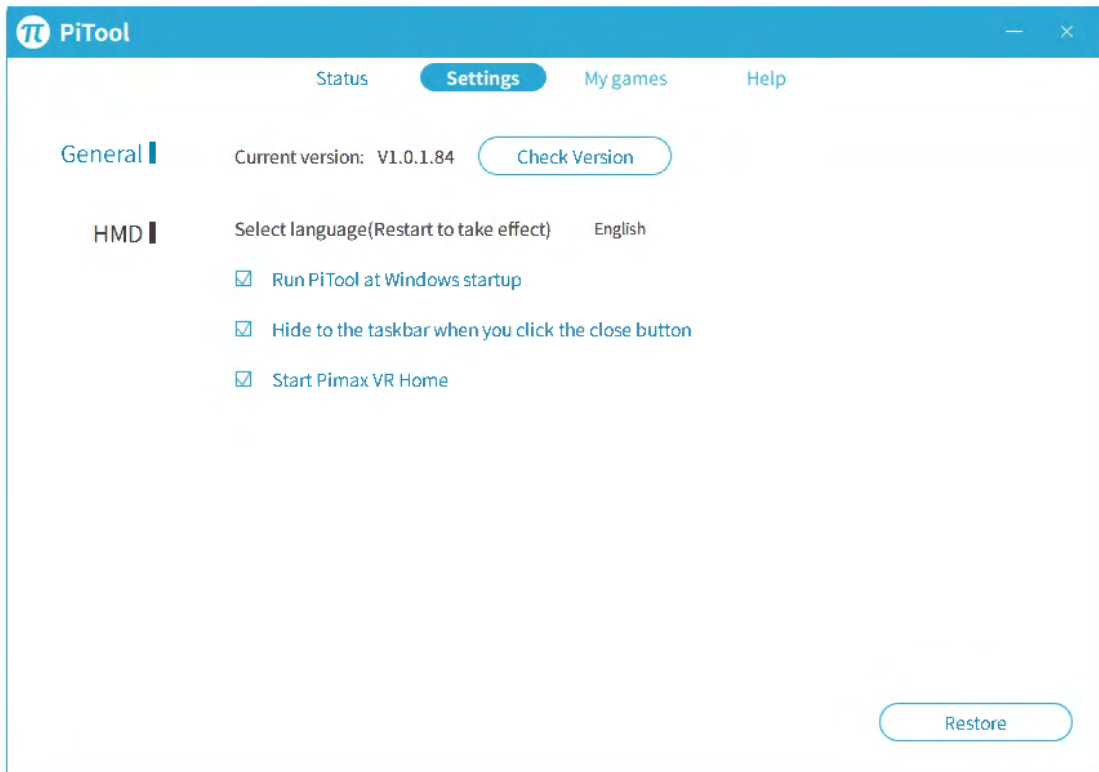 π PiTool
Status Settings My games Help
General Current version: V1.0.1.84 Check Version
HMD Select language(Restart to take effect) English
Run PiTool at Windows startup
Hide to the taskbar when you click the close button
Start Pimax VR Home
Restore